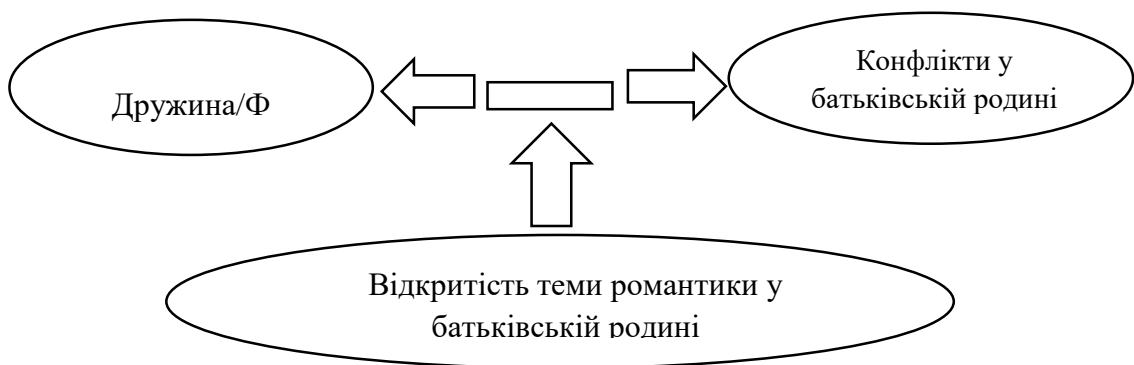 Дружина/Ф
Конфлікти у
батьківській родині
Відкритість теми романтики у
батьківській родині